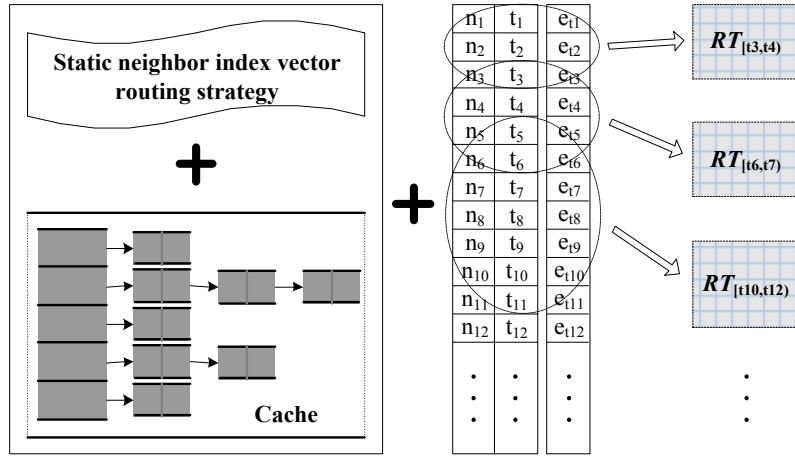 Static neighbor index vector
routing strategy
Cache
n1 t1 et1
n2 t2 et2
n3 t3 et3
n4 t4 et4
n5 t5 et5
n6 t6 et6
n7 t7 et7
n8 t8 et8
n9 t9 et9
n10 t10 et10
n11 t11 et11
n12 t12 et12
RT[t3,t4)
RT[t6,t7)
RT[t10,t12)